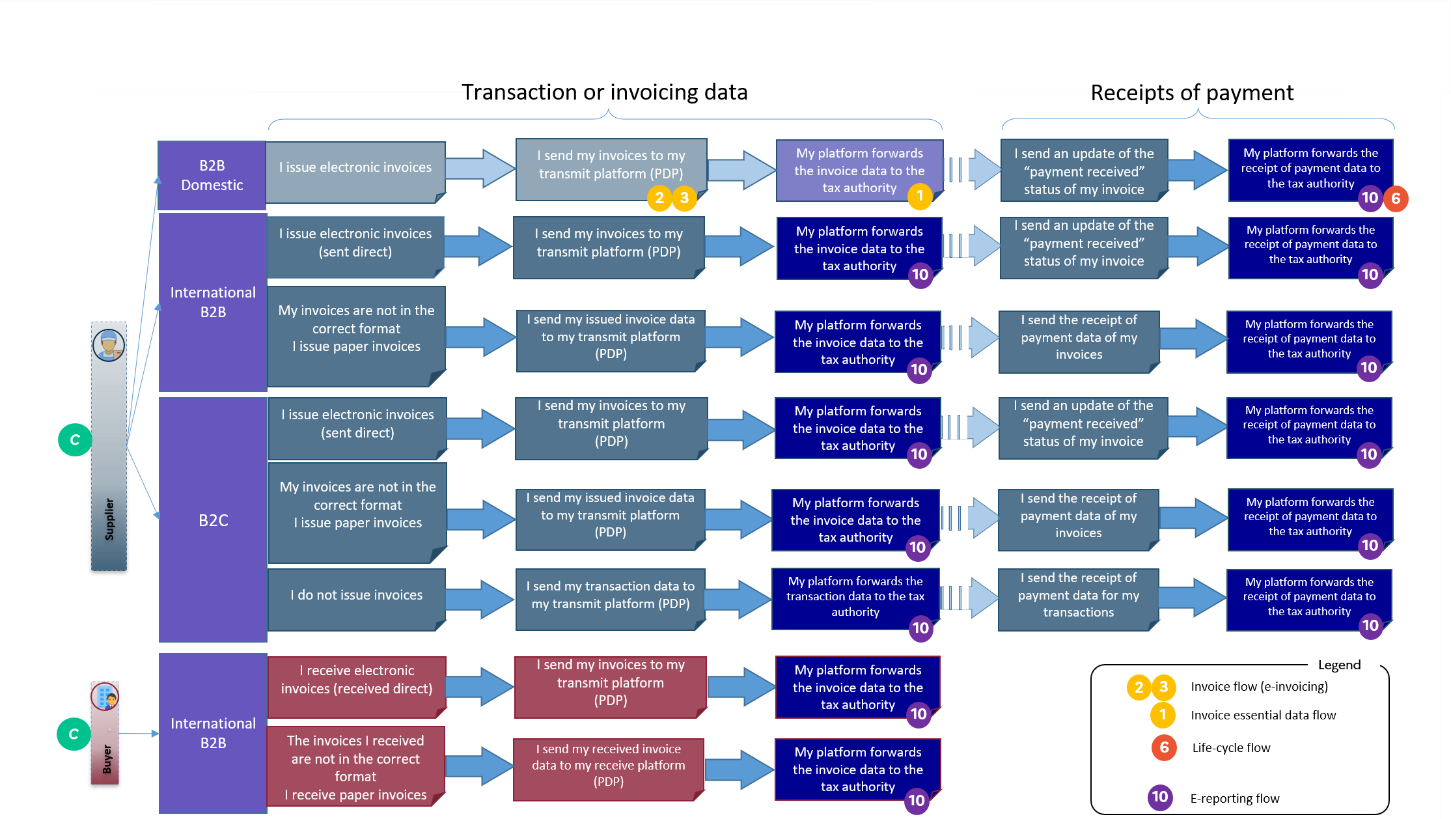 Transaction or invoicing data
Receipts of payment
B2B
Domestic
I issue electronic invoices
I send my invoices to my
transmit platform (PDP)
2 3
My platform forwards
the invoice data to the
tax authority
1
I send an update of the
“payment received”
status of my invoice
My platform forwards the
receipt of payment data to
the tax authority
10 6
International
B2B
I issue electronic invoices
(sent direct)
I send my invoices to my
transmit platform (PDP)
My platform forwards
the invoice data to the
tax authority
10
I send an update of the
“payment received”
status of my invoice
My platform forwards the
receipt of payment data to
the tax authority
10
My invoices are not in the
correct format
I issue paper invoices
I send my issued invoice data
to my transmit platform
(PDP)
My platform forwards
the invoice data to the
tax authority
10
I send the receipt of
payment data of my
invoices
My platform forwards the
receipt of payment data to
the tax authority
10
C
Supplier
B2C
I issue electronic invoices
(sent direct)
I send my invoices to my
transmit platform
(PDP)
My platform forwards
the invoice data to the
tax authority
10
I send an update of the
“payment received”
status of my invoice
My platform forwards the
receipt of payment data to
the tax authority
10
My invoices are not in the
correct format
I issue paper invoices
I send my issued invoice data
to my transmit platform
(PDP)
My platform forwards
the invoice data to the
tax authority
10
I send the receipt of
payment data of my
invoices
My platform forwards the
receipt of payment data to
the tax authority
10
I do not issue invoices
I send my transaction data to
my transmit platform (PDP)
My platform forwards the
transaction data to the tax
authority
10
I send the receipt of
payment data for my
transactions
My platform forwards the
receipt of payment data to
the tax authority
10
C
Buyer
International
B2B
I receive electronic
invoices (received direct)
I send my invoices to my
transmit platform
(PDP)
My platform forwards
the invoice data to the
tax authority
10
The invoices I received
are not in the correct
format
I receive paper invoices
I send my received invoice
data to my receive platform
(PDP)
My platform forwards
the invoice data to the
tax authority
10
Legend
2 3 Invoice flow (e-invoicing)
1 Invoice essential data flow
6 Life-cycle flow
10 E-reporting flow